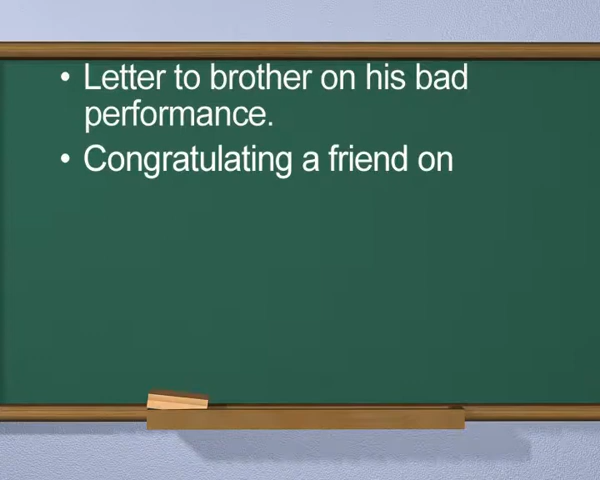 • Letter to brother on his bad
performance.
• Congratulating a friend on